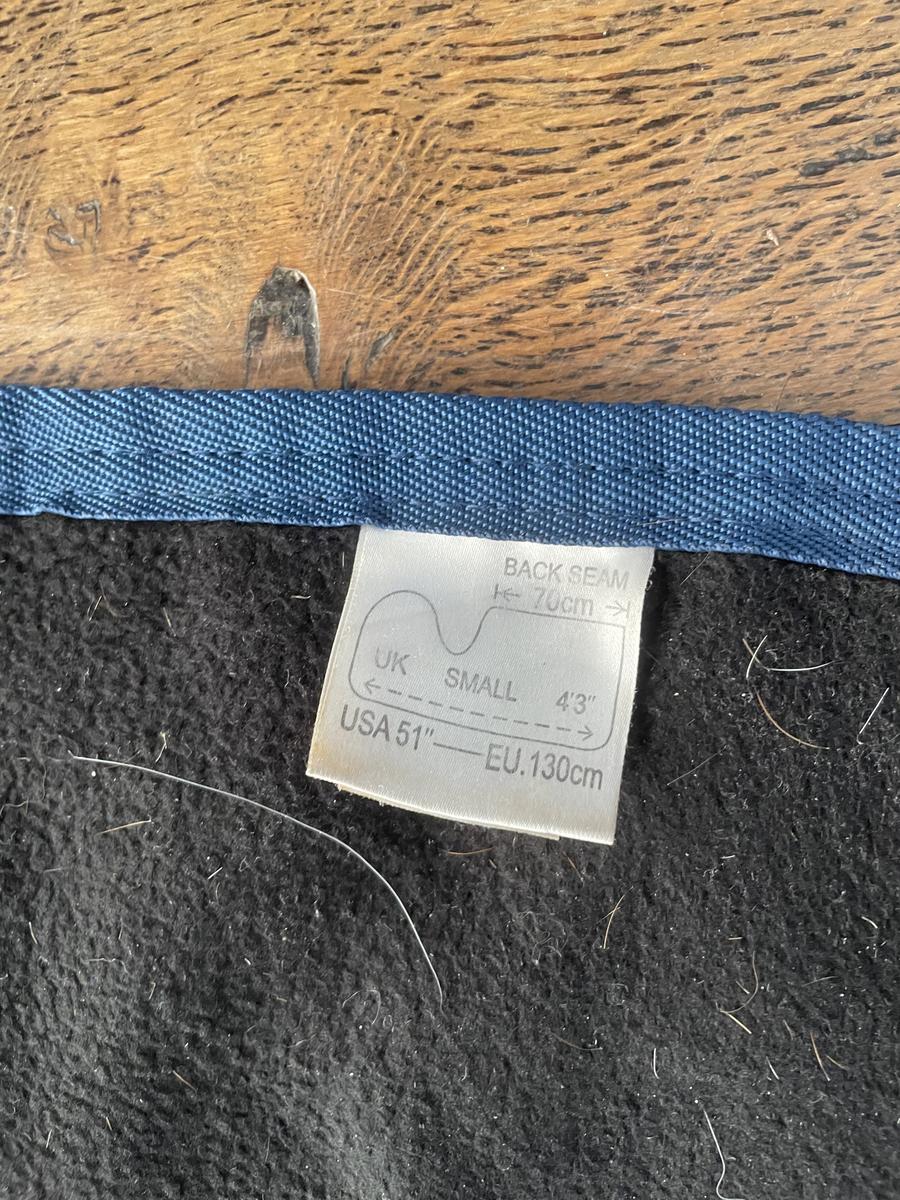 BACK SEAM
70cm
UK SMALL 4'3"
USA 51"—EU.130cm